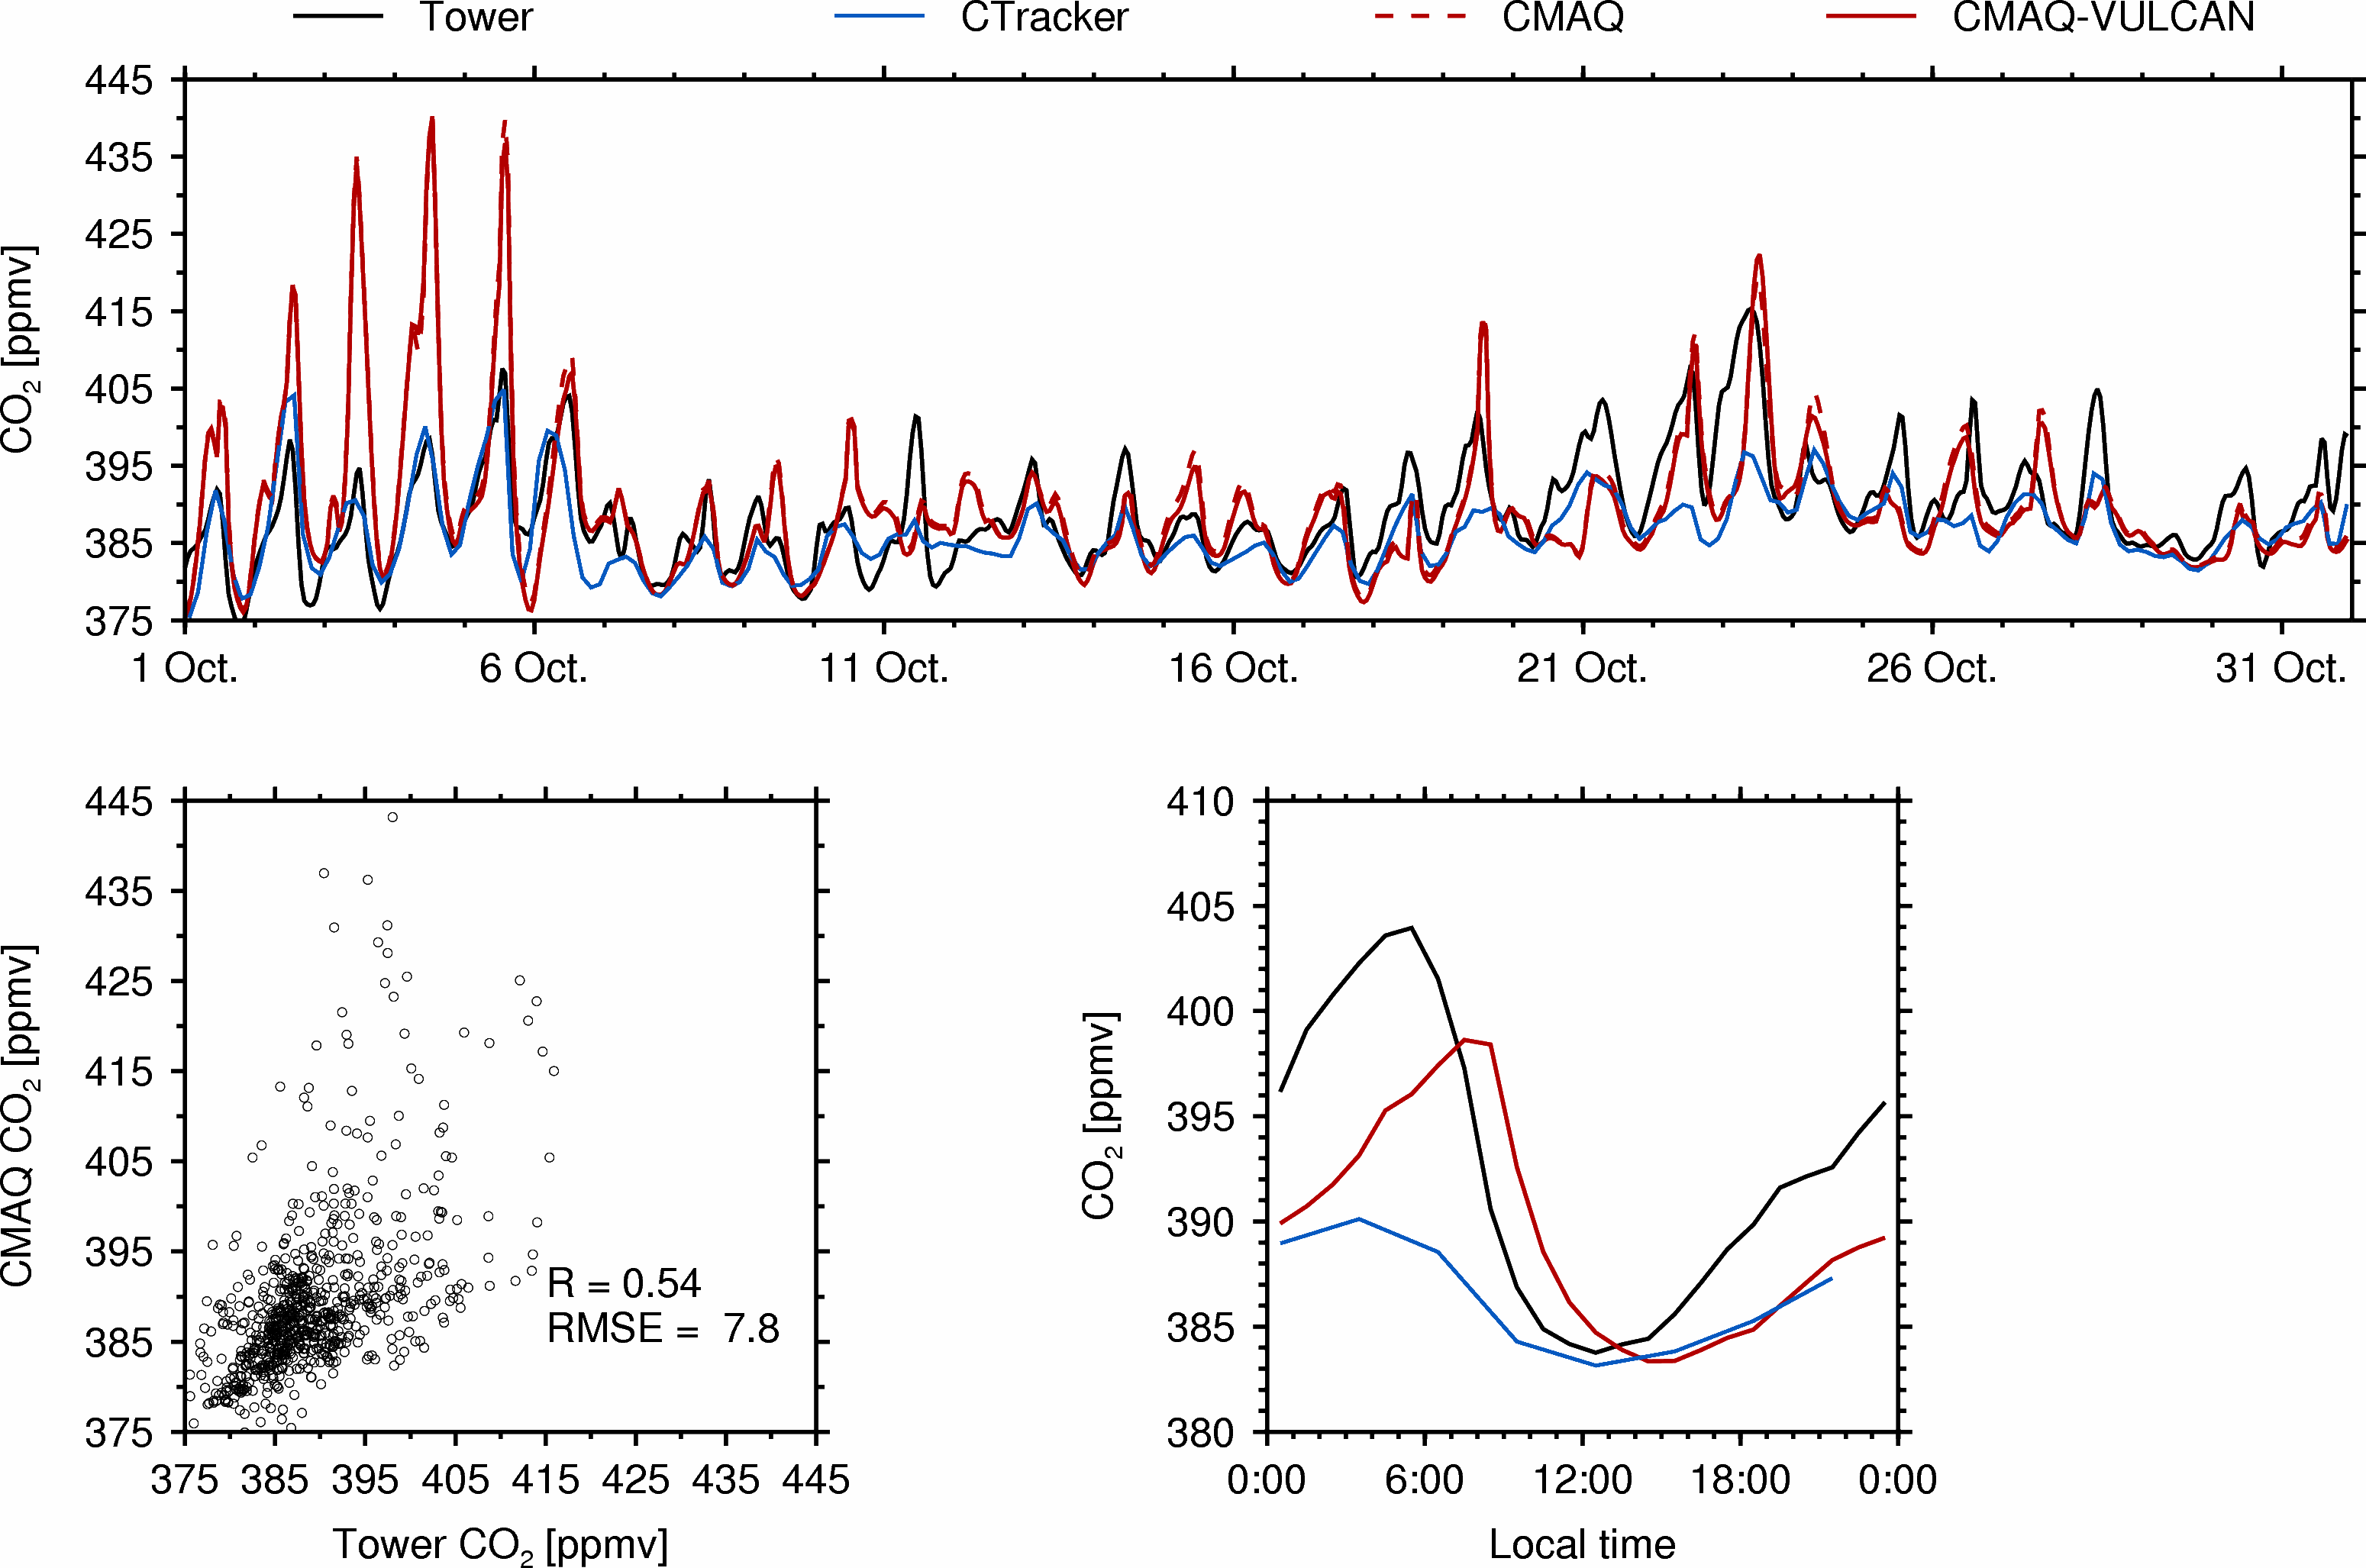 Tower CTracker CMAQ CMAQ-VULCAN
445
435
425
415
405
395
385
375
CO2 [ppmv]
1 Oct. 6 Oct. 11 Oct. 16 Oct. 21 Oct. 26 Oct. 31 Oct.
445
435
425
415
405
395
385
375
CMAQ CO2 [ppmv]
R = 0.54
RMSE = 7.8
375 385 395 405 415 425 435 445
Tower CO2 [ppmv]
410
405
400
395
390
385
380
CO2 [ppmv]
0:00 6:00 12:00 18:00 0:00
Local time